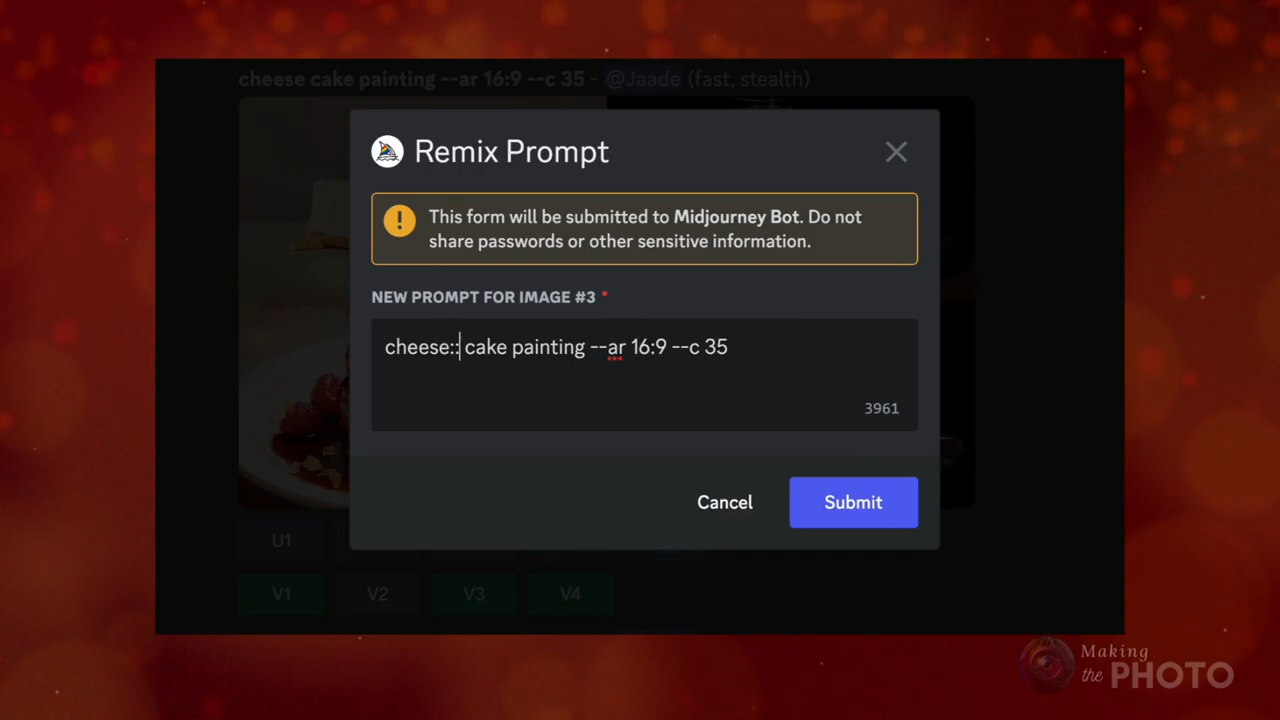 cheese cake painting --ar 16:9 --c 35 - @Jaade (fast, stealth)
Remix Prompt
This form will be submitted to Midjourney Bot. Do not
share passwords or other sensitive information.
NEW PROMPT FOR IMAGE #3 *
cheese:: cake painting --ar 16:9 --c 35
3961
Cancel
Submit
U1
V1
V2
V3
V4
Making
the PHOTO